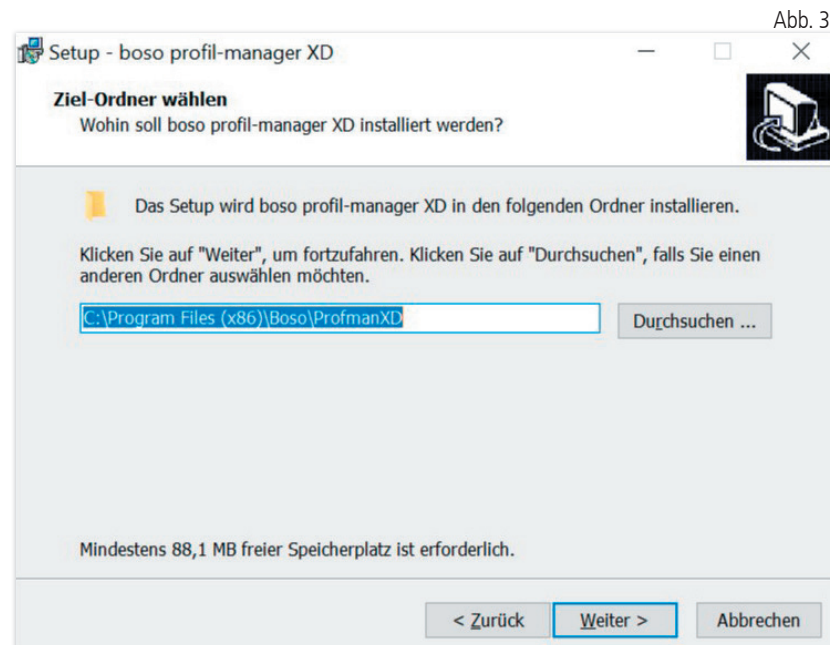 Abb. 3
Setup - boso profil-manager XD
Ziel-Ordner wählen
Wohin soll boso profil-manager XD installiert werden?
Das Setup wird boso profil-manager XD in den folgenden Ordner installieren.
Klicken Sie auf "Weiter", um fortzufahren. Klicken Sie auf "Durchsuchen", falls Sie einen
anderen Ordner auswählen möchten.
C:\Program Files (x86)\Boso\ProfmanXD
Durchsuchen ...
Mindestens 88,1 MB freier Speicherplatz ist erforderlich.
< Zurück
Weiter >
Abbrechen